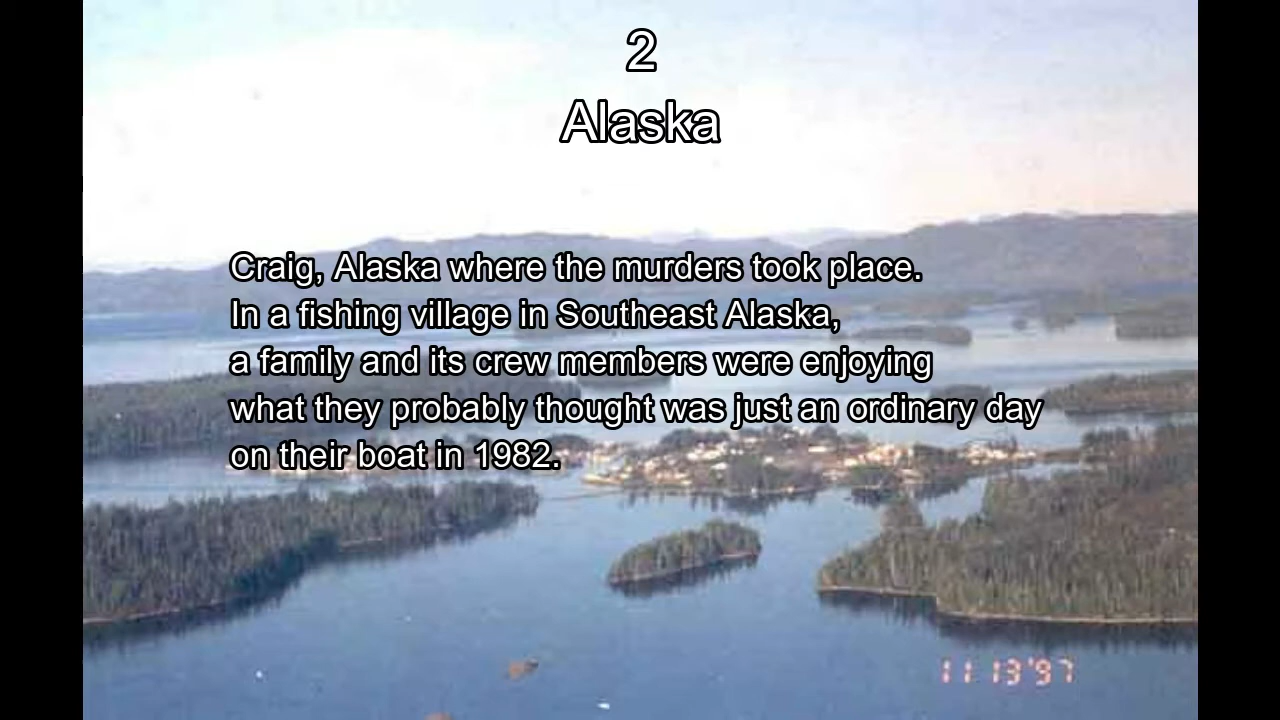 2
Alaska
Craig, Alaska where the murders took place.
In a fishing village in Southeast Alaska,
a family and its crew members were enjoying
what they probably thought was just an ordinary day
on their boat in 1982.
11 13'97